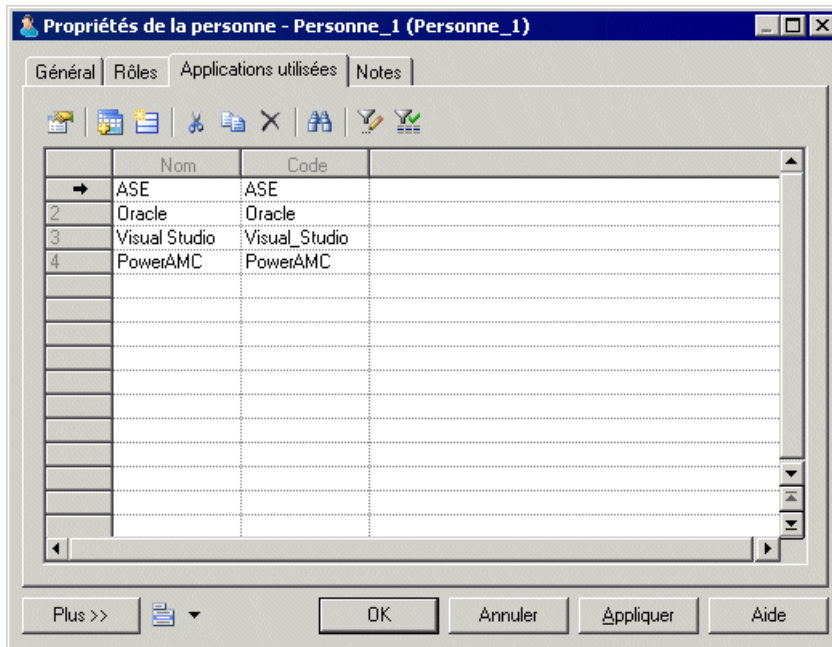 Propriétés de la personne - Personne_1 (Personne_1)
Général Rôles Applications utilisées Notes
Nom Code
ASE ASE
2 Oracle Oracle
3 Visual Studio Visual_Studio
4 PowerAMC PowerAMC
Plus >> OK Annuler Appliquer Aide